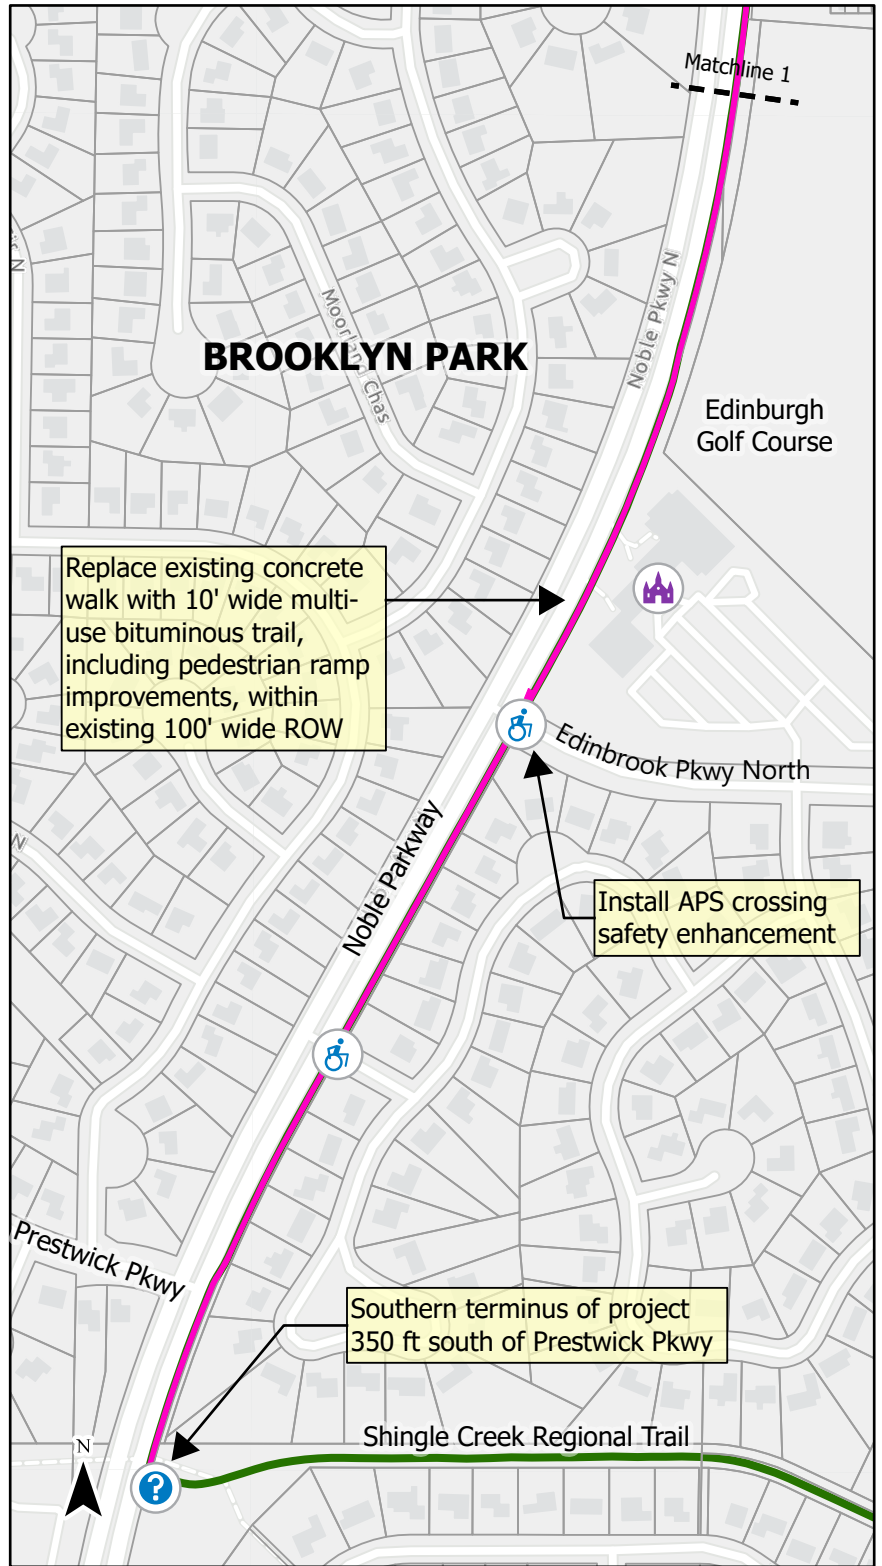 Matchline 1
Noble Pkwy N
N
Moorland Chas
BROOKLYN PARK
Edinburgh
Golf Course
Replace existing concrete
walk with 10' wide multi-
use bituminous trail,
including pedestrian ramp
improvements, within
existing 100' wide ROW
Edinbrook Pkwy North
N
Noble Parkway
Install APS crossing
safety enhancement
Prestwick Pkwy
Southern terminus of project
350 ft south of Prestwick Pkwy
Shingle Creek Regional Trail
N
?